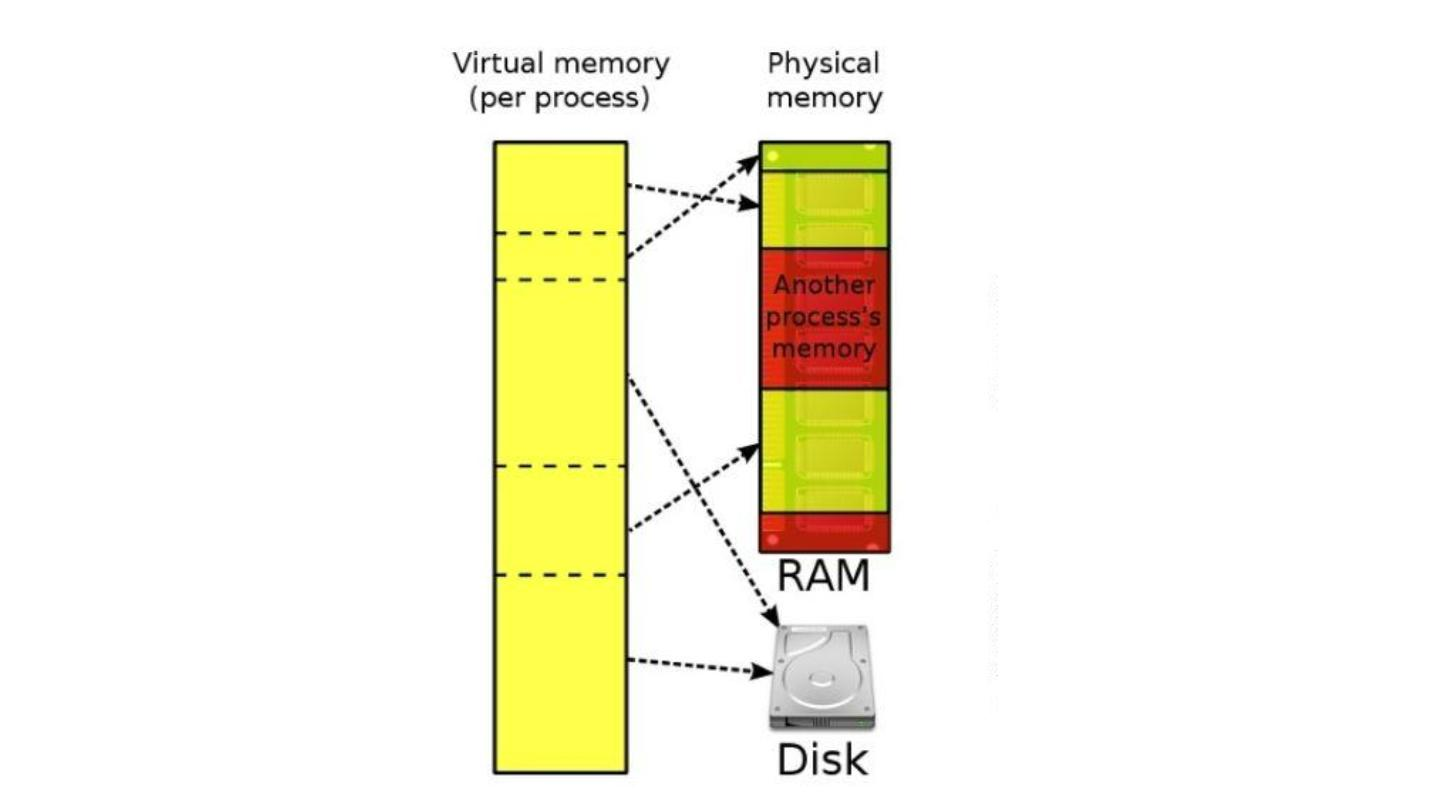 Virtual memory
(per process)
Physical
memory
Another
process's
memory
RAM
Disk